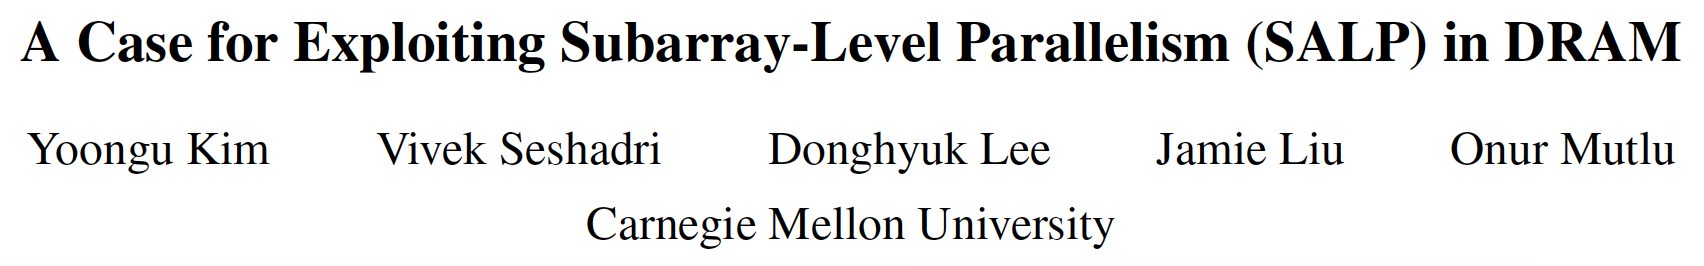 A Case for Exploiting Subarray-Level Parallelism (SALP) in DRAM
Yoongu Kim Vivek Seshadri Donghyuk Lee Jamie Liu Onur Mutlu
Carnegie Mellon University